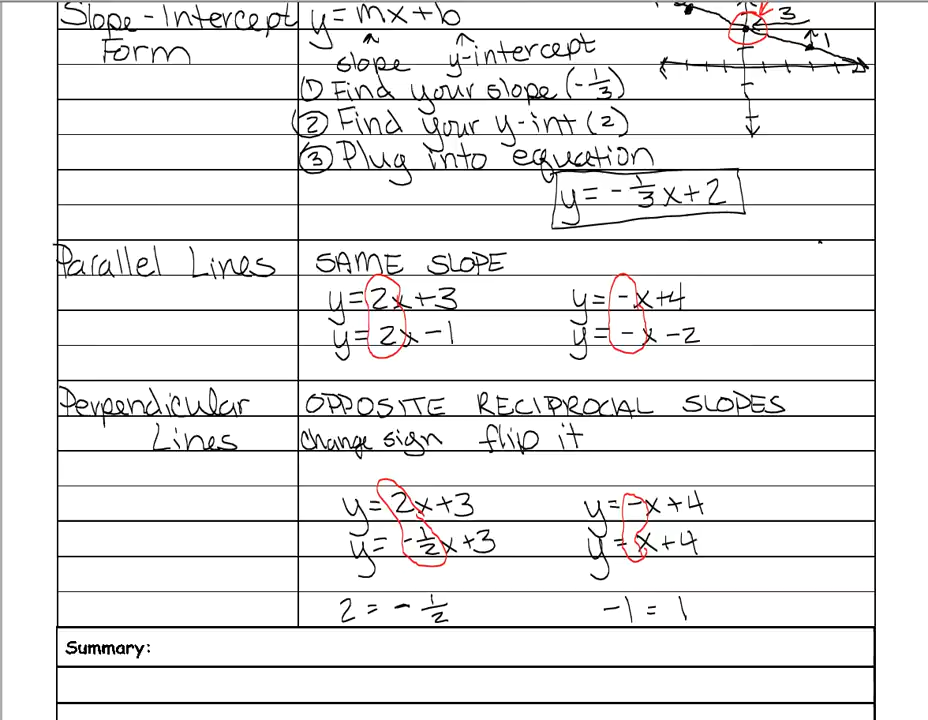 Slope-Intercept Form
y=mx+b
slope y-intercept
① Find your slope (-1/3)
② Find your y-int (2)
③ Plug into equation
y = -1/3 x+2
3
1
Parallel Lines
SAME SLOPE
y=2x+3 y=-x+4
y=2x-1 y=-x-2
Perpendicular Lines
OPPOSITE RECIPROCAL SLOPES
change sign flip it
y=2x+3 y=-x+4
y=-1/2x+3 y=x+4
2 = -1/2 -1 = 1
Summary: